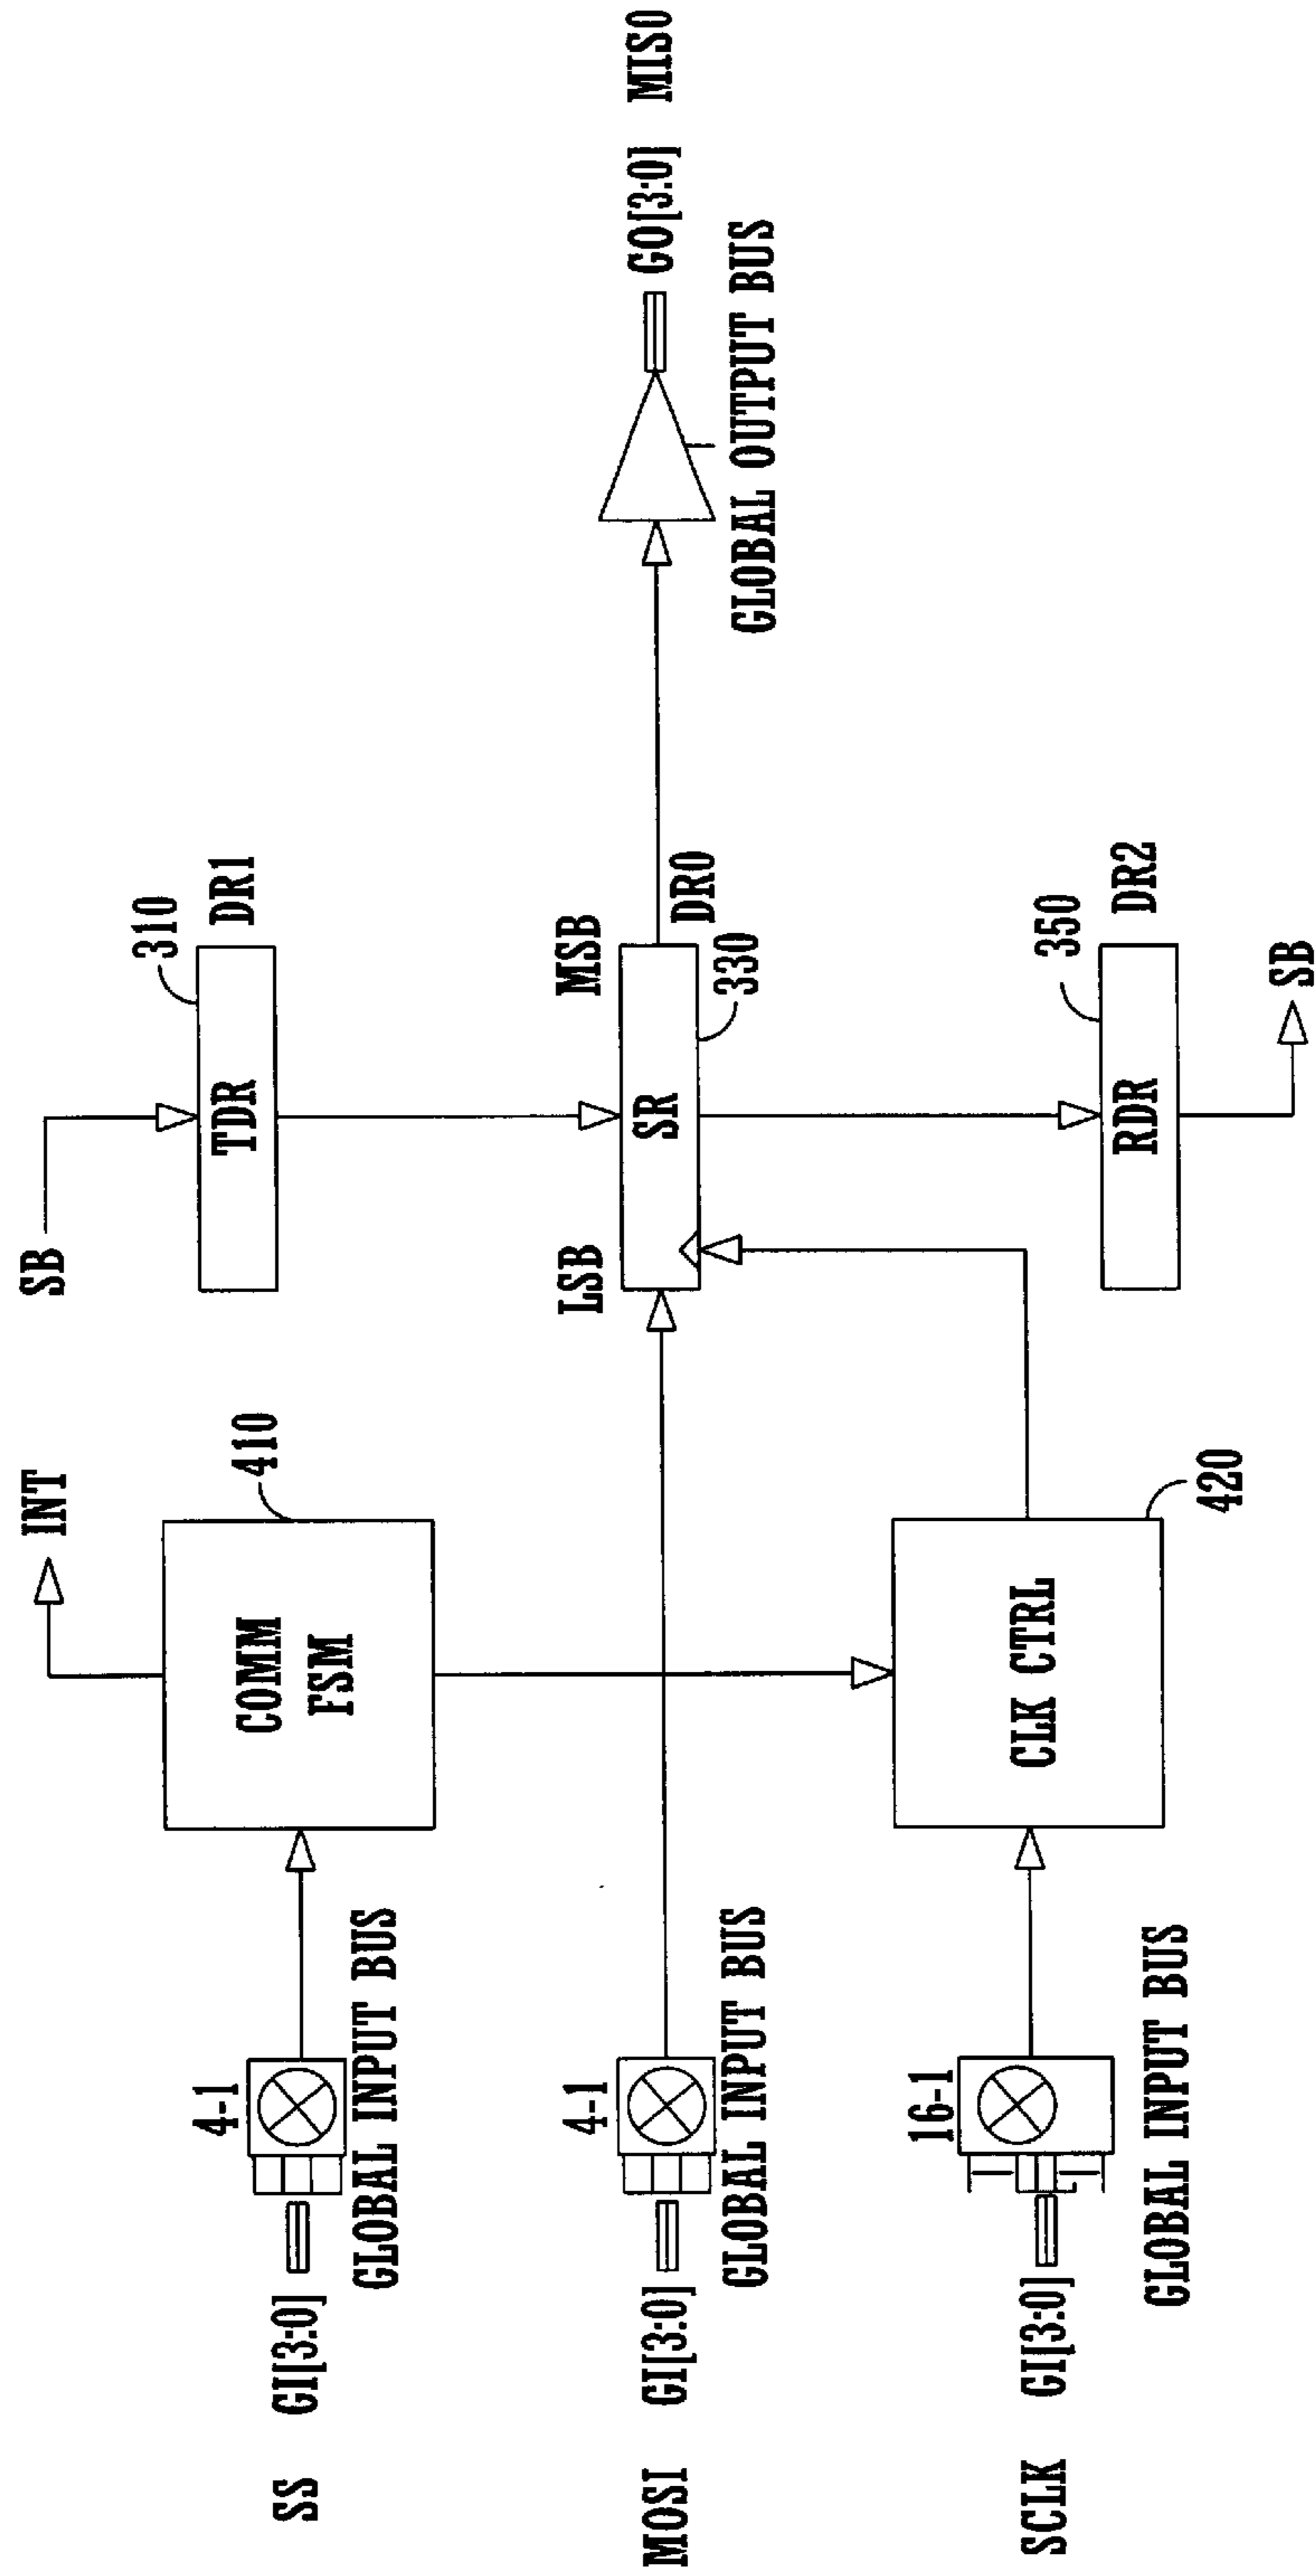 SB
INT
410
310
DR1
TDR
4-1
COMM
FSM
SS GI[3:0]
GLOBAL INPUT BUS
LSB
MSB
4-1
SR
DR0
330
GO[3:0] MISO
MOSI GI[3:0]
GLOBAL INPUT BUS
GLOBAL OUTPUT BUS
16-1
CLK CTRL
350
SCLK GI[3:0]
RDR
DR2
GLOBAL INPUT BUS
420
SB